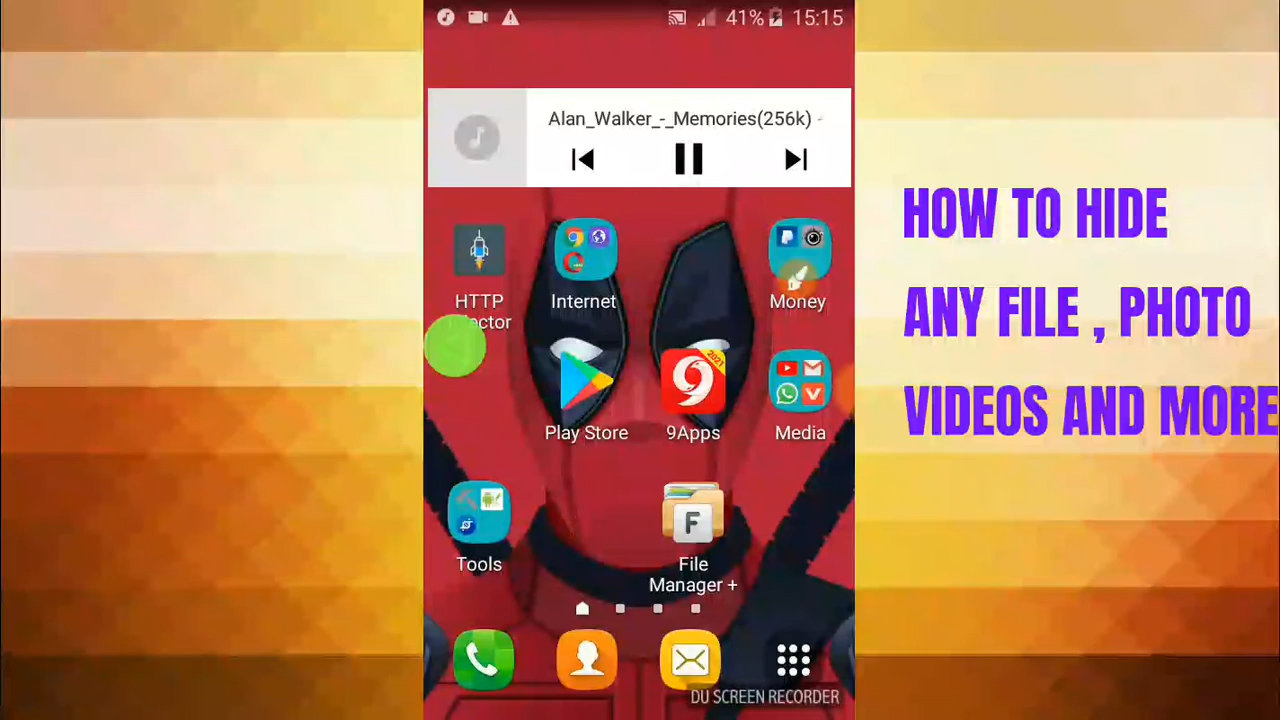 41% 15:15
Alan_Walker_-_Memories(256k) -
HTTP
Internet
Money
Play Store
9Apps
2021
Media
Tools
File
Manager +
F
DU SCREEN RECORDER
HOW TO HIDE
ANY FILE , PHOTO
VIDEOS AND MORE